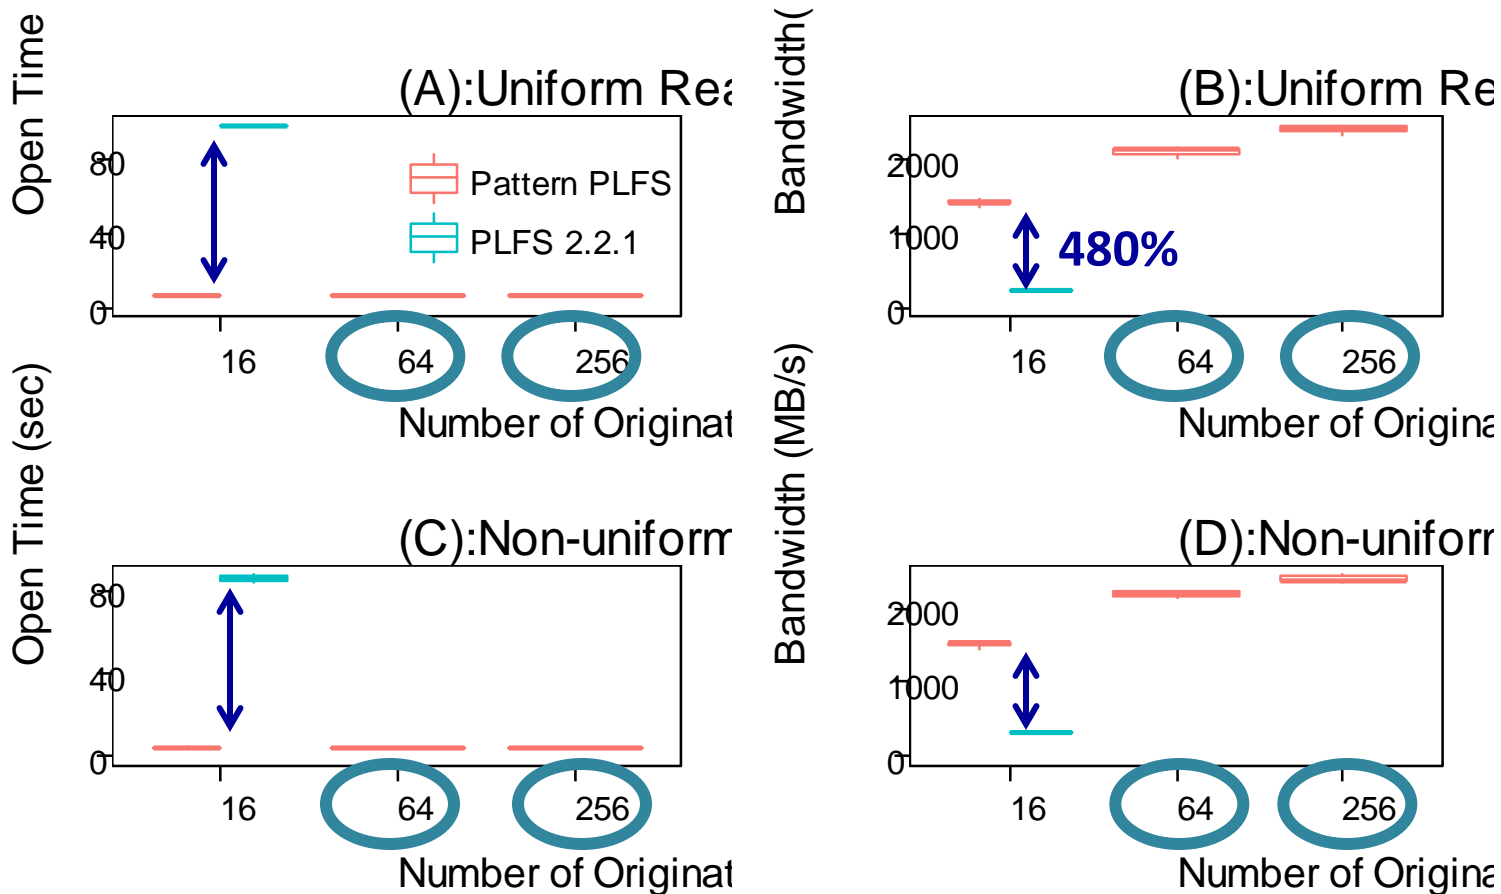 Open Time
(A):Uniform Rea
80
40
0
Pattern PLFS
PLFS 2.2.1
16
64
256
Number of Originat
Bandwidth(
(B):Uniform Re
2000
1000
0
480%
16
64
256
Number of Origina
Open Time (sec)
(C):Non-uniform
80
40
0
16
64
256
Number of Originat
Bandwidth (MB/s)
(D):Non-uniform
2000
1000
0
16
64
256
Number of Origina